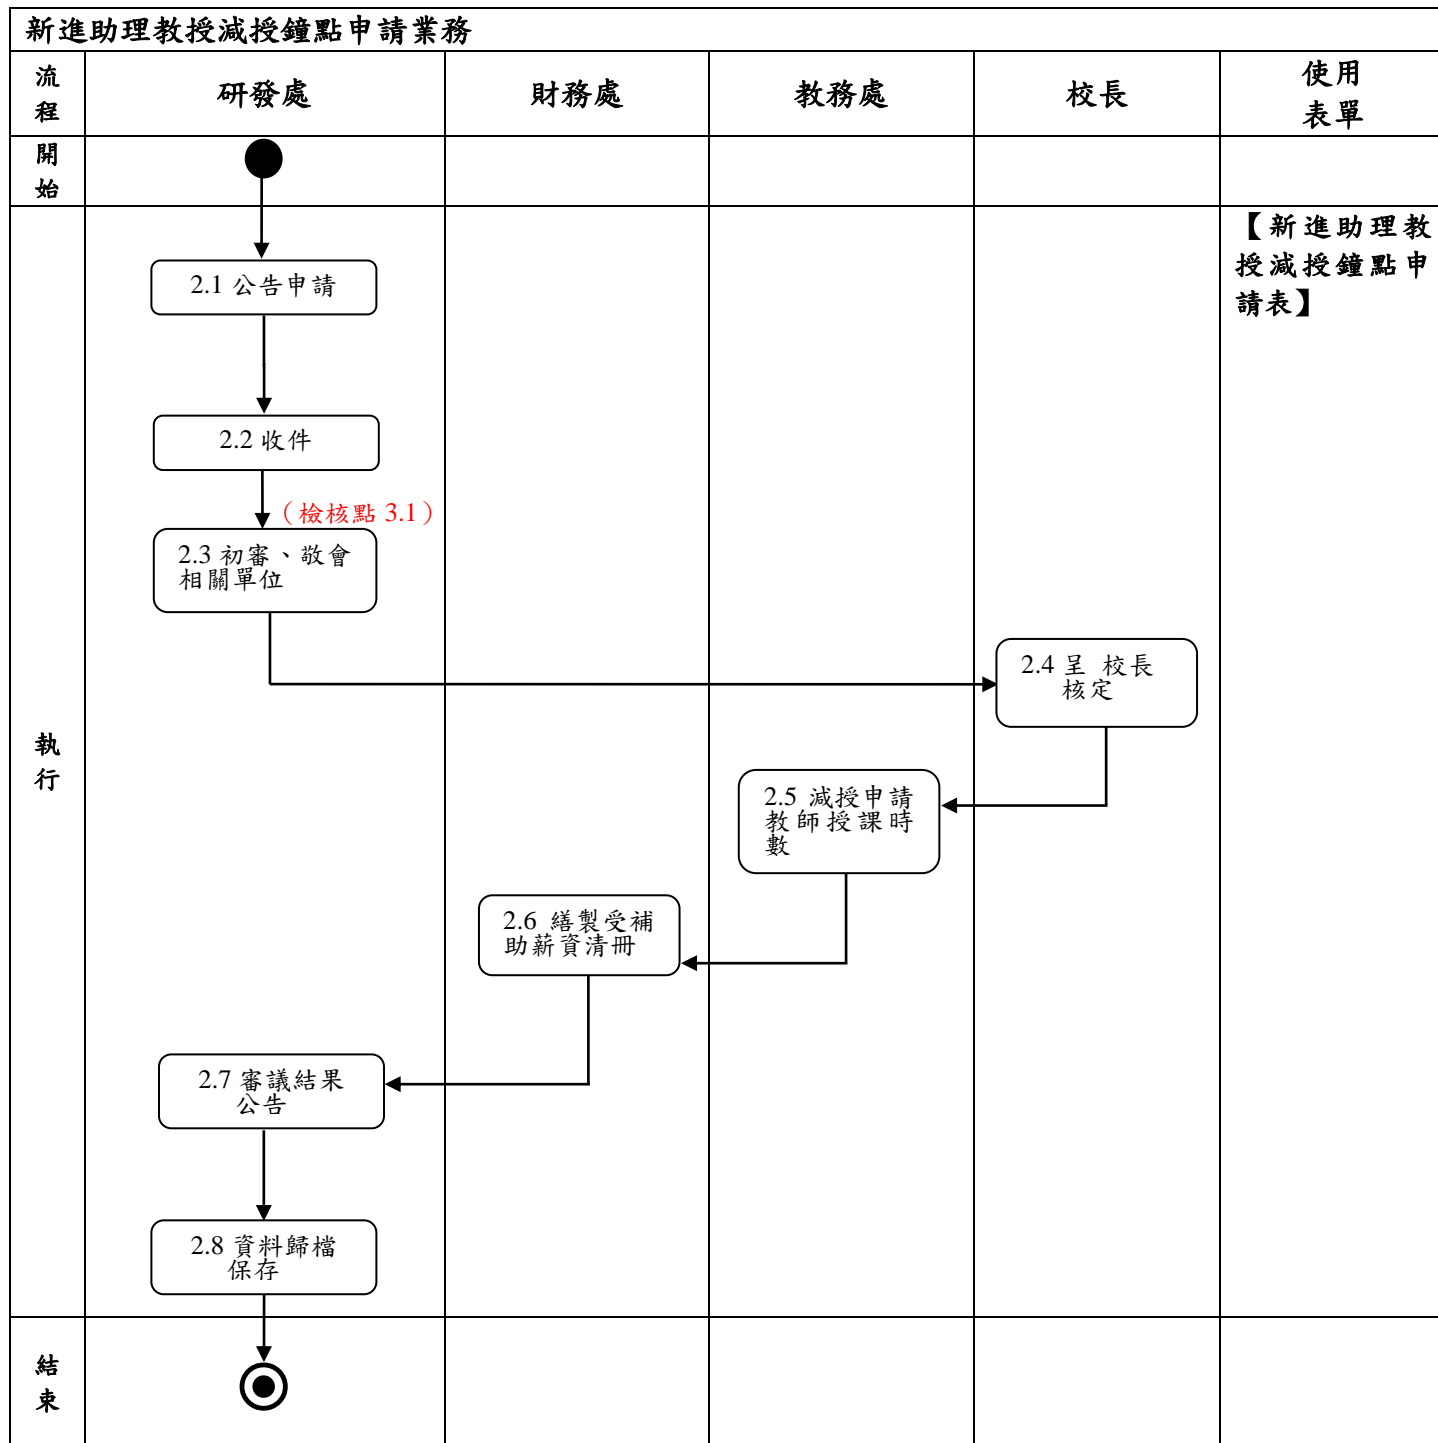 新進助理教授減授鐘點申請業務
流程
研發處
財務處
教務處
校長
使用
表單
開始
【新進助理教
授減授鐘點申
請表】
2.1 公告申請
2.2 收件
（檢核點 3.1）
2.3 初審、敬會
相關單位
2.4 呈 校長
核定
執行
2.5 減授申請
教師授課時
數
2.6 繕製受補
助薪資清冊
2.7 審議結果
公告
2.8 資料歸檔
保存
結束